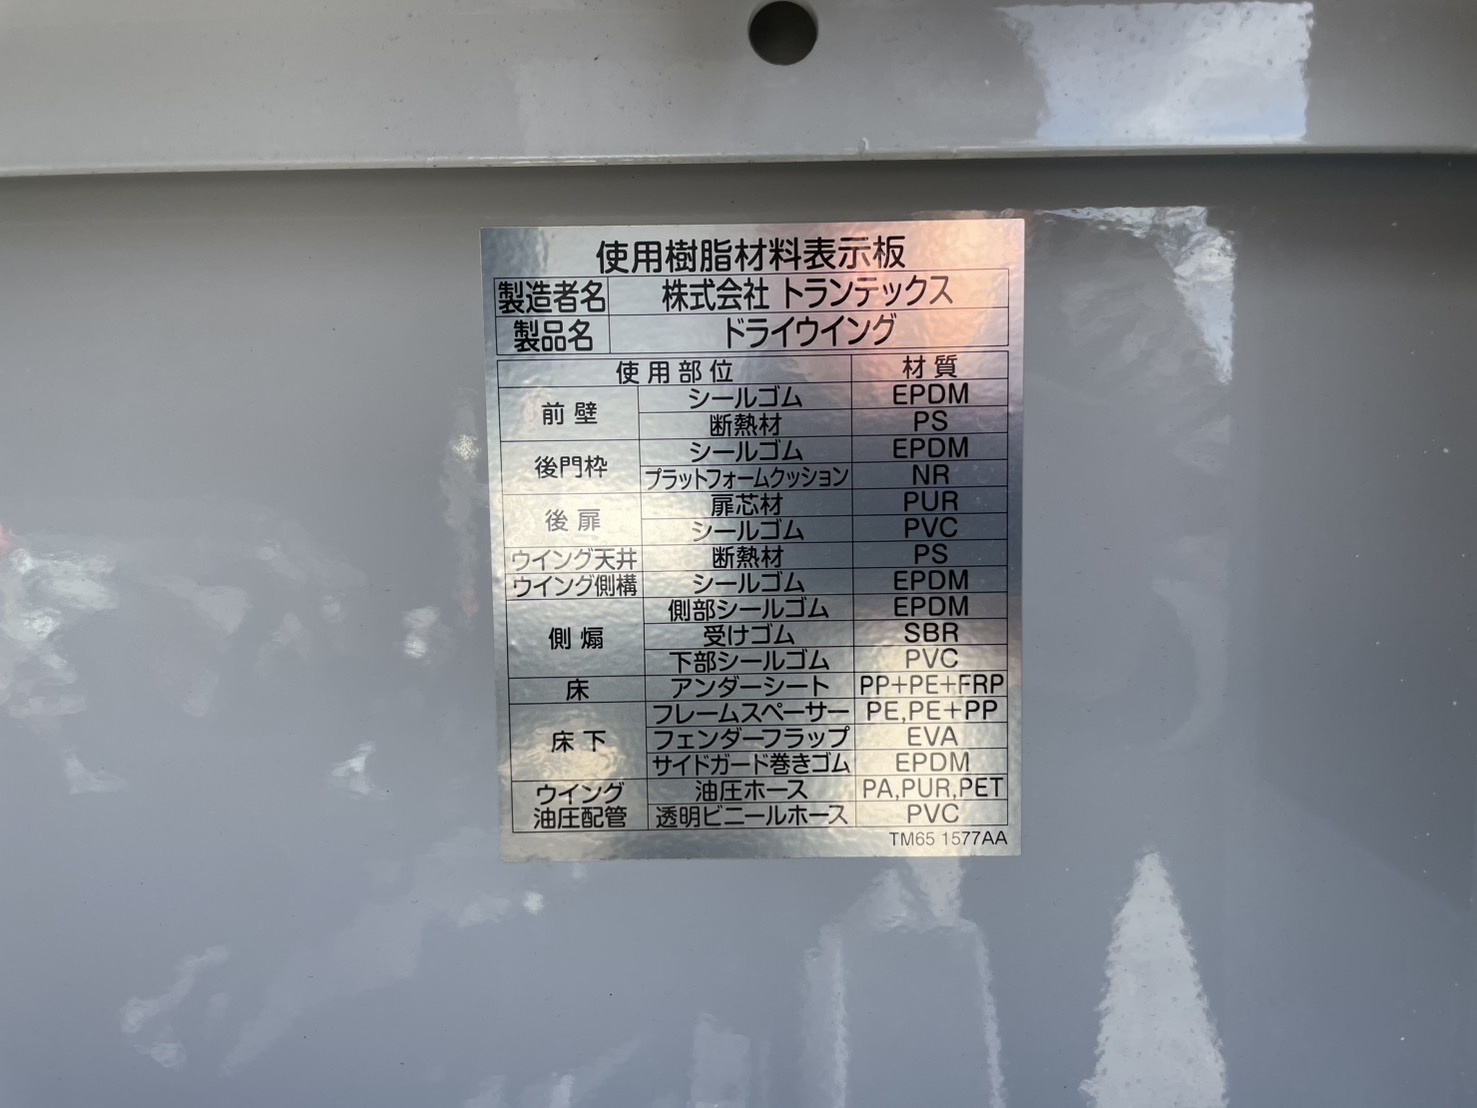 使用樹脂材料表示板
製造者名 株式会社 トランテックス
製品名 ドライウイング
使用部位 材質
前壁 シールゴム EPDM
断熱材 PS
後門枠 シールゴム EPDM
プラットフォームクッション NR
後扉 扉芯材 PUR
シールゴム PVC
ウイング天井 断熱材 PS
ウイング側構 シールゴム EPDM
側煽 側部シールゴム EPDM
受けゴム SBR
下部シールゴム PVC
床 アンダーシート PP+PE+FRP
床下 フレームスペーサー PE,PE+PP
フェンダーフラップ EVA
サイドガード巻きゴム EPDM
ウイング 油圧ホース PA,PUR,PET
油圧配管 透明ビニールホース PVC
TM65 1577AA